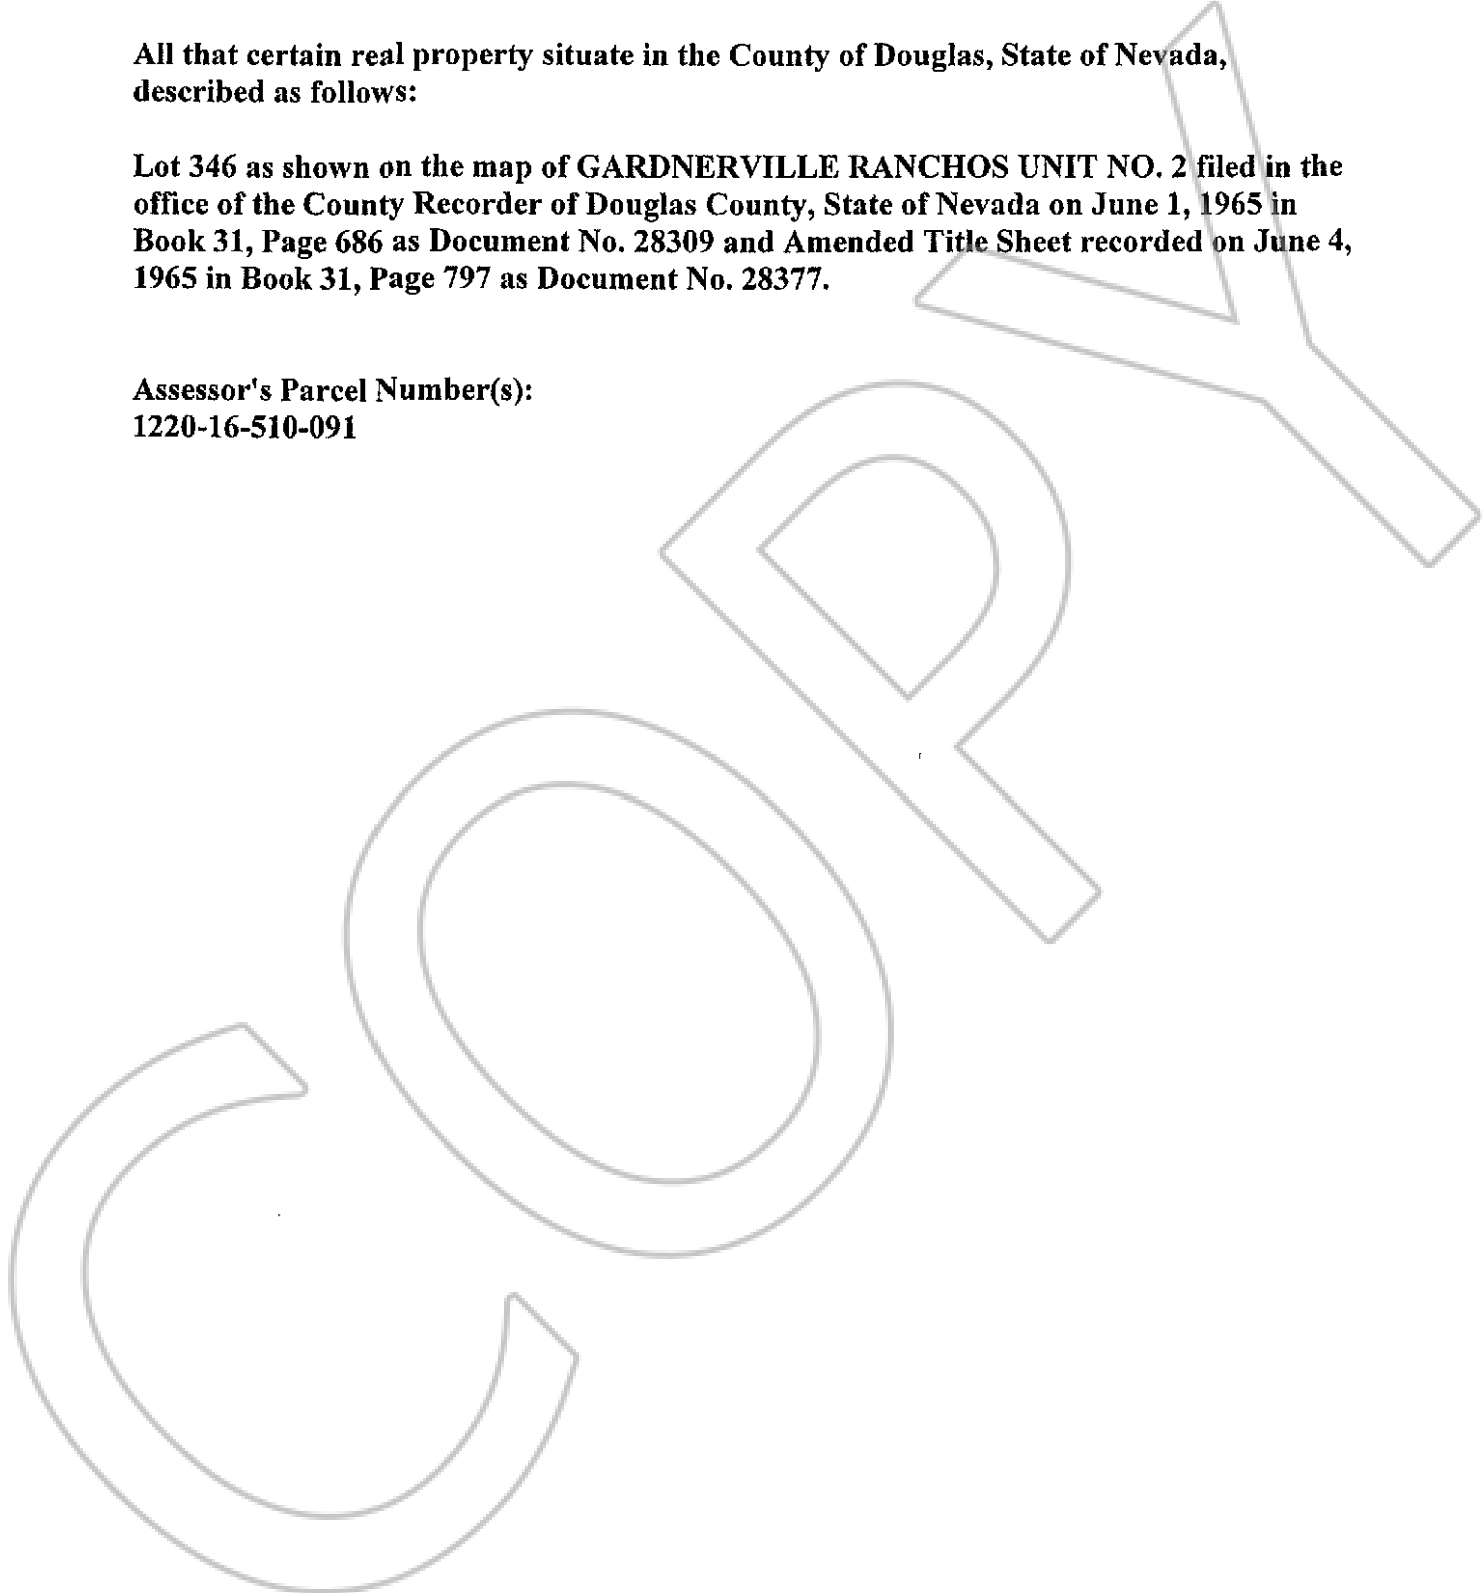 All that certain real property situate in the County of Douglas, State of Nevada,
described as follows:
Lot 346 as shown on the map of GARDNERVILLE RANCHOS UNIT NO. 2 filed in the
office of the County Recorder of Douglas County, State of Nevada on June 1, 1965 in
Book 31, Page 686 as Document No. 28309 and Amended Title Sheet recorded on June 4,
1965 in Book 31, Page 797 as Document No. 28377.
Assessor's Parcel Number(s):
1220-16-510-091
COPY